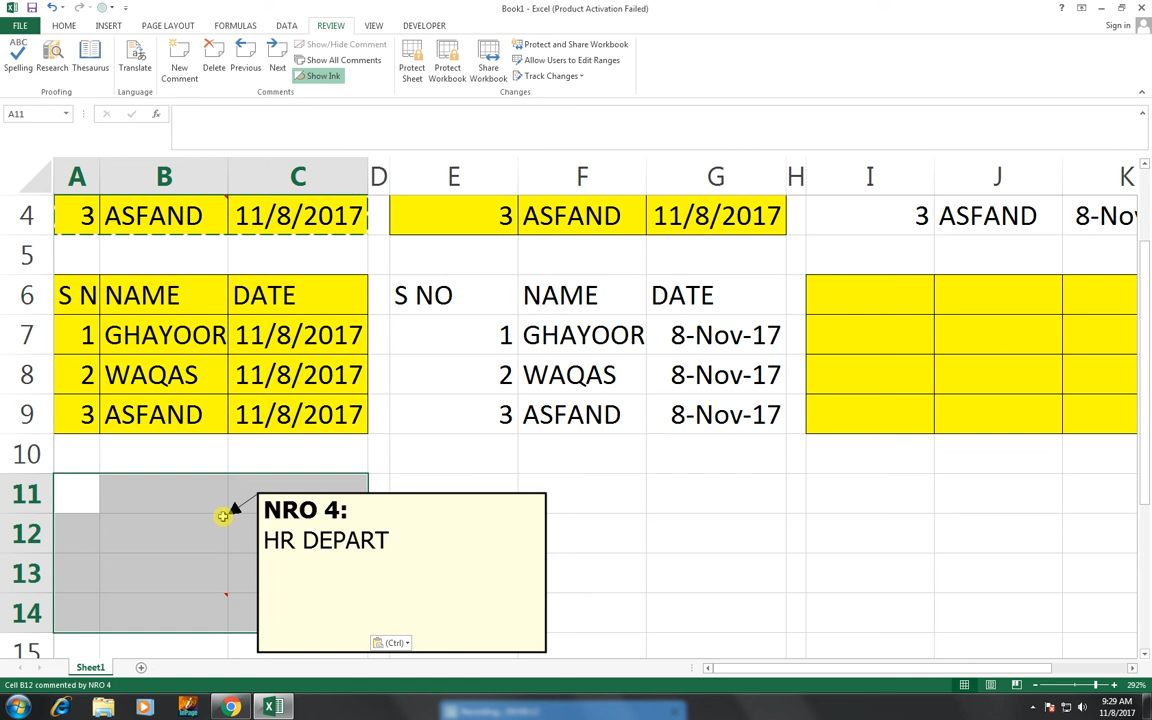 Book1 - Excel (Product Activation Failed)
FILE HOME INSERT PAGE LAYOUT FORMULAS DATA REVIEW VIEW DEVELOPER Sign in
ABC
Spelling Research Thesaurus Translate New Comment Delete Previous Next
Show/Hide Comment
Show All Comments
Show Ink
Protect Sheet Protect Workbook Share Workbook
Protect and Share Workbook
Allow Users to Edit Ranges
Track Changes
Proofing Language Comments Changes
A11 fx
A B C D E F G H I J K
4 3 ASFAND 11/8/2017 3 ASFAND 11/8/2017 3 ASFAND 8-Nov
5
6 S N NAME DATE S NO NAME DATE
7 1 GHAYOOR 11/8/2017 1 GHAYOOR 8-Nov-17
8 2 WAQAS 11/8/2017 2 WAQAS 8-Nov-17
9 3 ASFAND 11/8/2017 3 ASFAND 8-Nov-17
10
11
NRO 4:
12
HR DEPART
13
14
(Ctrl)
15
Sheet1
Cell B12 commented by NRO 4 292%
9:29 AM
11/8/2017